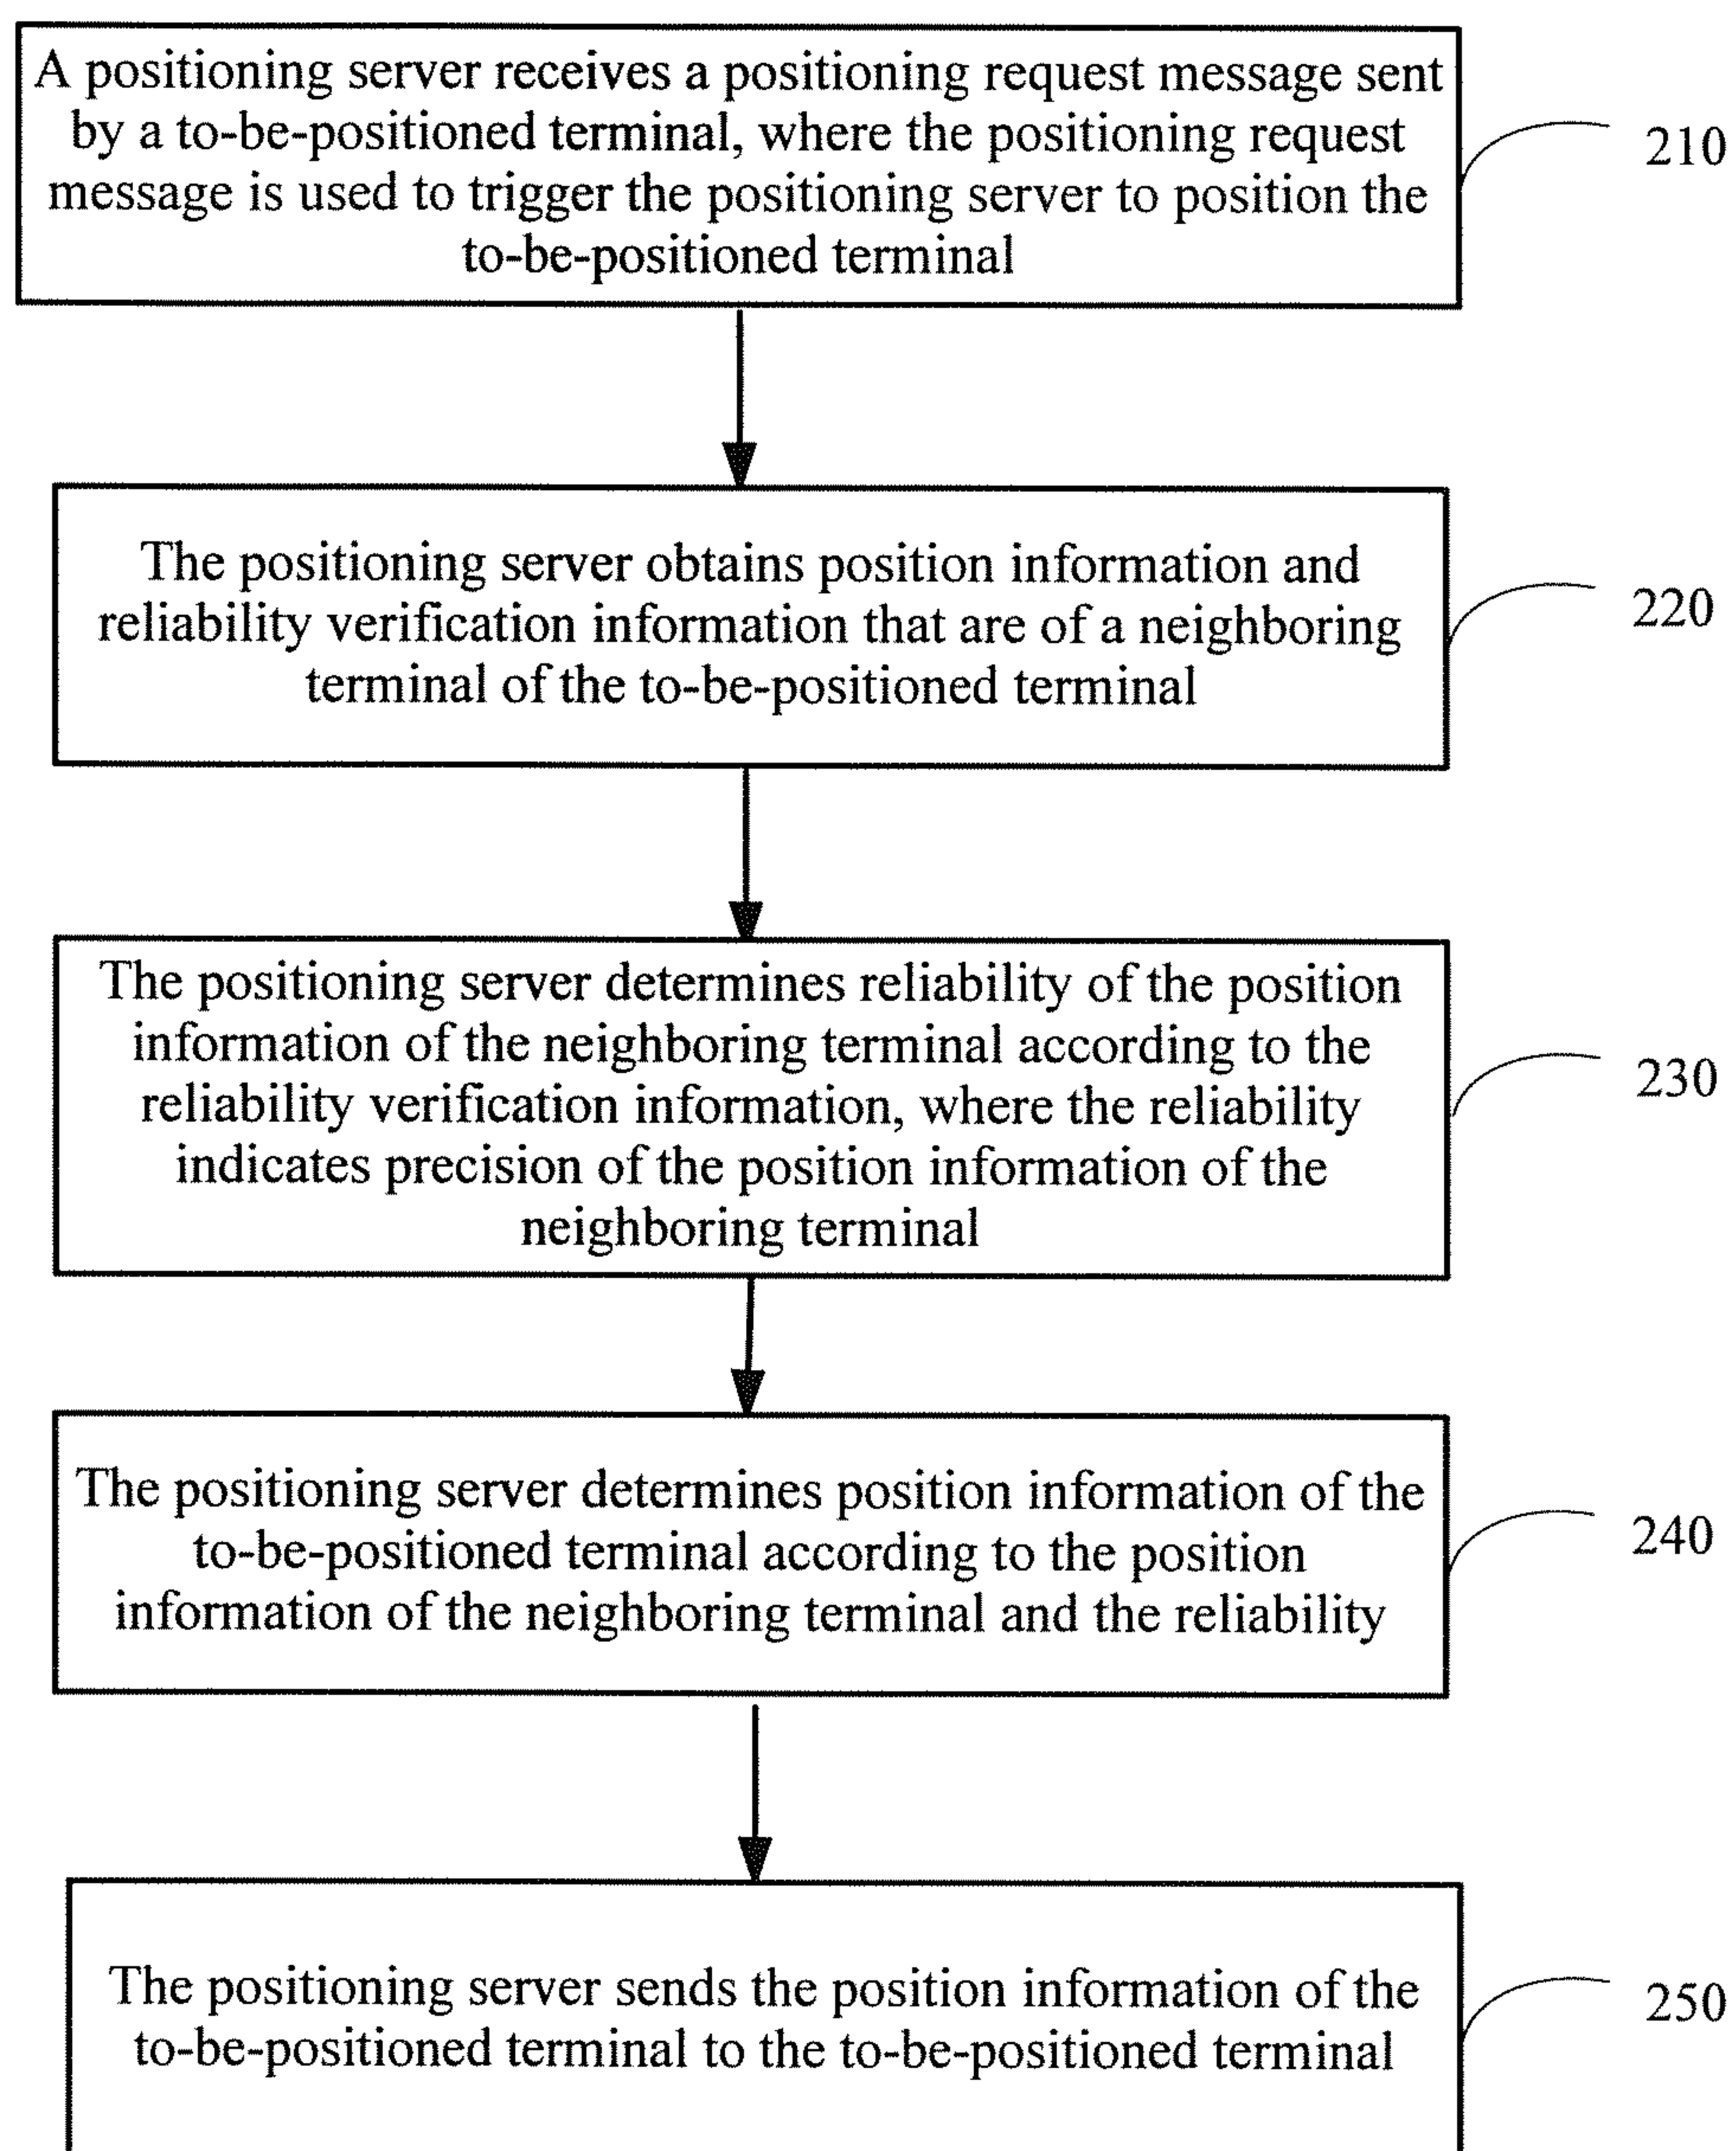 A positioning server receives a positioning request message sent
by a to-be-positioned terminal, where the positioning request
message is used to trigger the positioning server to position the
to-be-positioned terminal
210
The positioning server obtains position information and
reliability verification information that are of a neighboring
terminal of the to-be-positioned terminal
220
The positioning server determines reliability of the position
information of the neighboring terminal according to the
reliability verification information, where the reliability
indicates precision of the position information of the
neighboring terminal
230
The positioning server determines position information of the
to-be-positioned terminal according to the position
information of the neighboring terminal and the reliability
240
The positioning server sends the position information of the
to-be-positioned terminal to the to-be-positioned terminal
250